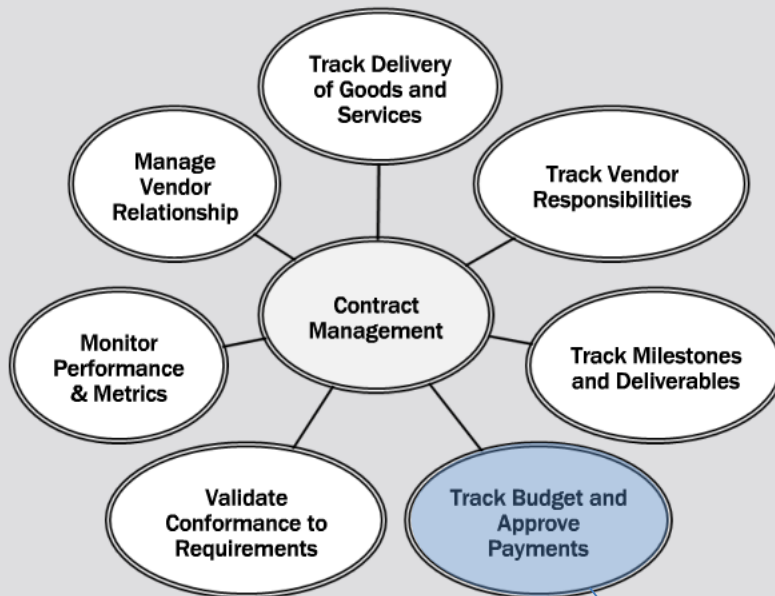 Track Delivery
of Goods and
Services
Manage
Vendor
Relationship
Track Vendor
Responsibilities
Contract
Management
Monitor
Performance
& Metrics
Track Milestones
and Deliverables
Validate
Conformance to
Requirements
Track Budget and
Approve
Payments